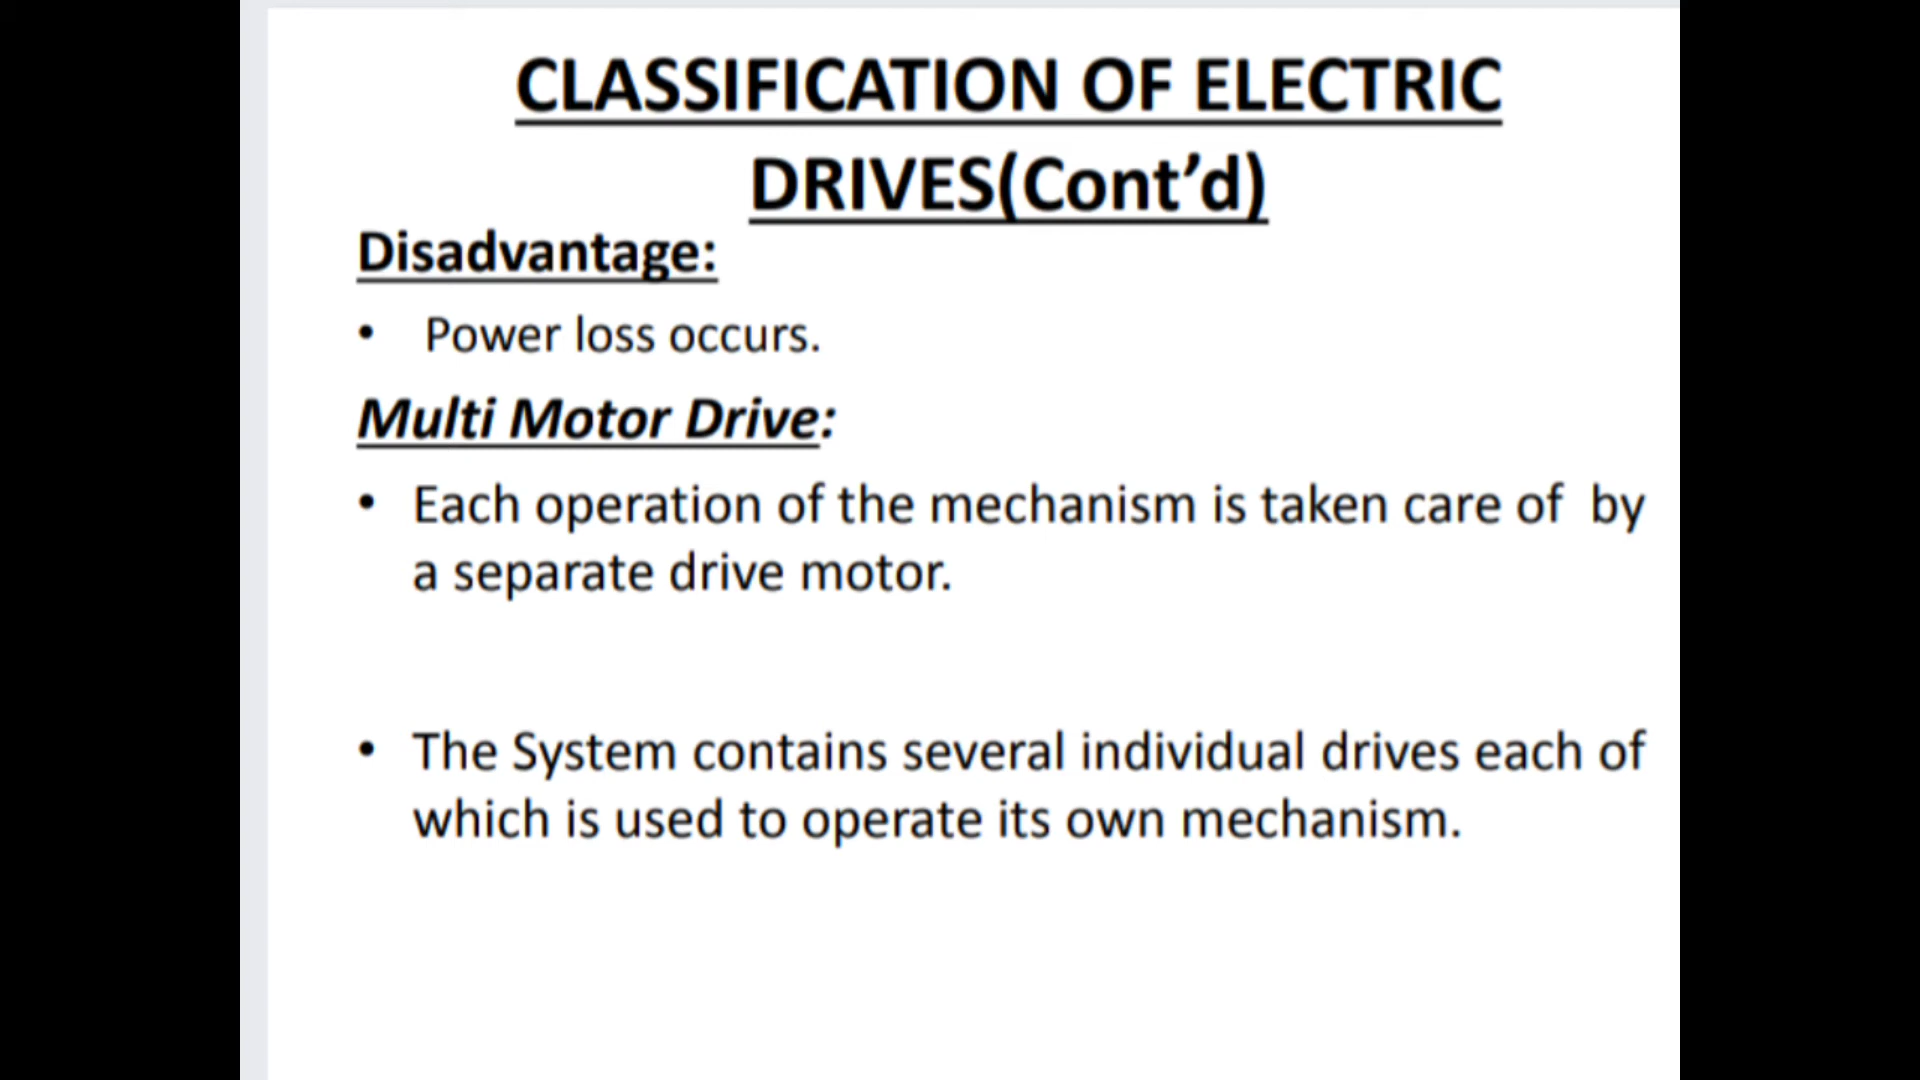 CLASSIFICATION OF ELECTRIC
DRIVES(Cont’d)
Disadvantage:
• Power loss occurs.
Multi Motor Drive:
• Each operation of the mechanism is taken care of by
a separate drive motor.
• The System contains several individual drives each of
which is used to operate its own mechanism.